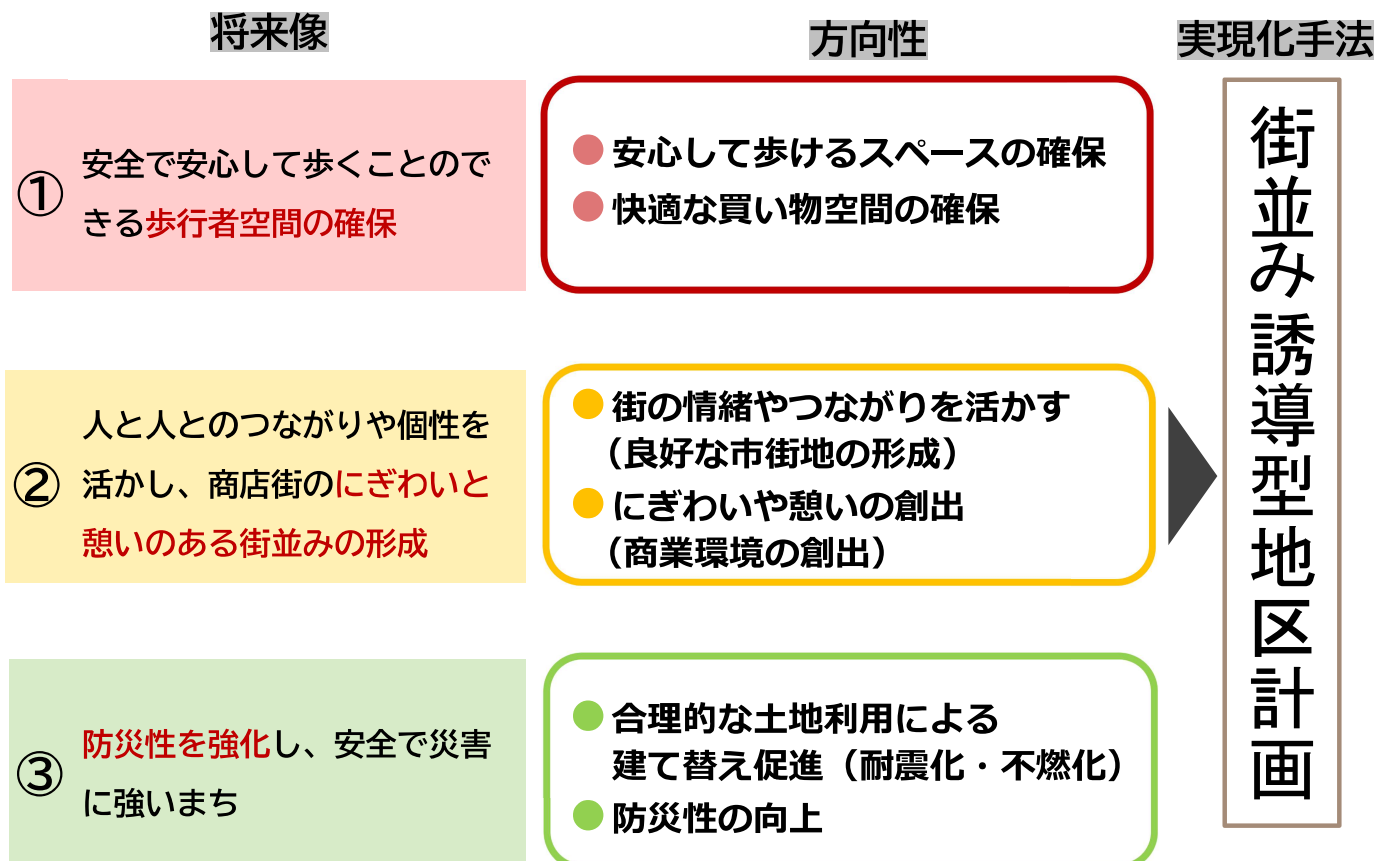 将来像
方向性
実現化手法
①
安全で安心して歩くことので
きる歩行者空間の確保
● 安心して歩けるスペースの確保
● 快適な買い物空間の確保
②
人と人とのつながりや個性を
活かし、商店街のにぎわいと
憩いのある街並みの形成
● 街の情緒やつながりを活かす
（良好な市街地の形成）
● にぎわいや憩いの創出
（商業環境の創出）
③
防災性を強化し、安全で災害
に強いまち
● 合理的な土地利用による
建て替え促進（耐震化・不燃化）
● 防災性の向上
街並み誘導型地区計画